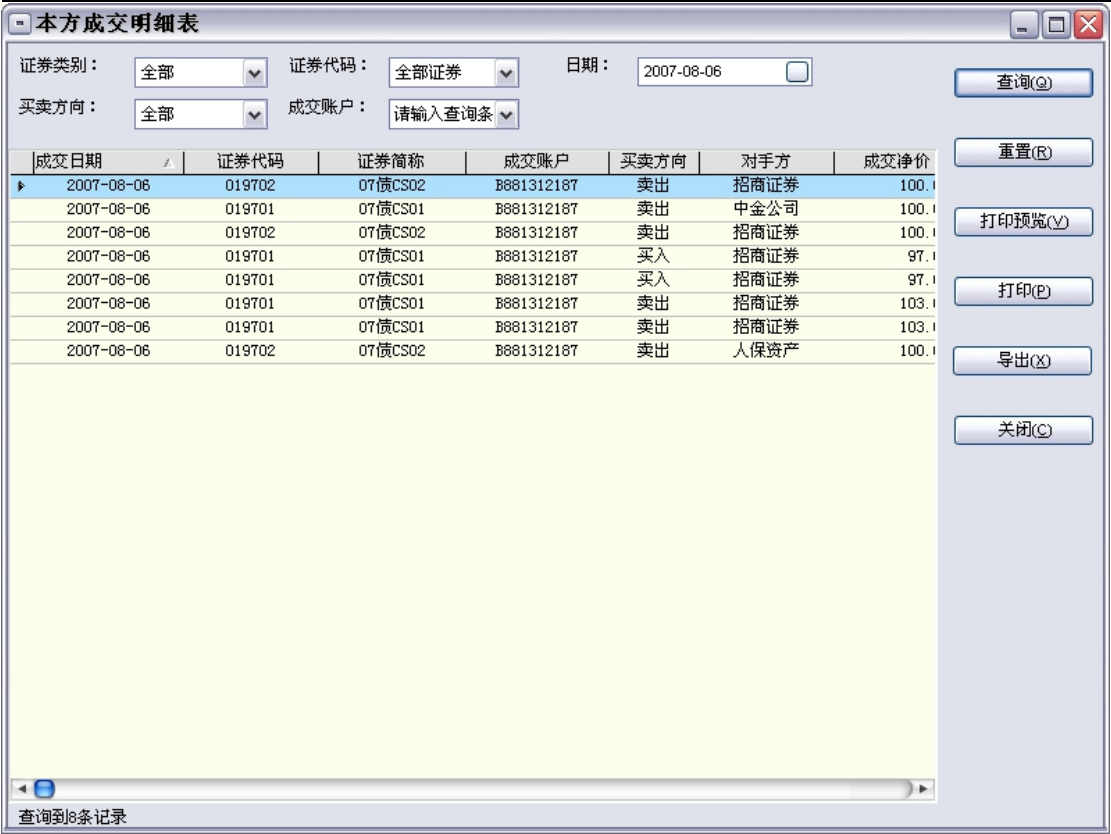 本方成交明细表
证券类别： 全部 证券代码： 全部证券 日期： 2007-08-06 查询(Q)
买卖方向： 全部 成交账户： 请输入查询条
重置(R)
成交日期 证券代码 证券简称 成交账户 买卖方向 对手方 成交净价
2007-08-06 019702 07债CS02 B881312187 卖出 招商证券 100.
2007-08-06 019701 07债CS01 B881312187 卖出 中金公司 100.
打印预览(V)
2007-08-06 019702 07债CS02 B881312187 卖出 招商证券 100.
2007-08-06 019701 07债CS01 B881312187 买入 招商证券 97.
2007-08-06 019701 07债CS01 B881312187 买入 招商证券 97.
打印(P)
2007-08-06 019701 07债CS01 B881312187 卖出 招商证券 103.
2007-08-06 019701 07债CS01 B881312187 卖出 招商证券 103.
2007-08-06 019702 07债CS02 B881312187 卖出 人保资产 100.
导出(X)
关闭(C)
查询到8条记录